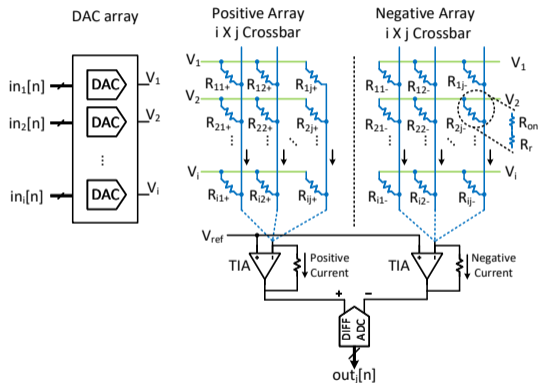 DAC array
Positive Array
i X j Crossbar
Negative Array
i X j Crossbar
in1[n]
DAC
V1
in2[n]
DAC
V2
⋮
ini[n]
DAC
Vi
V1
R11+
R12+
R1j+
V2
R21+
R22+
R2j+
Vi
Ri1+
Ri2+
Rij+
R11-
R12-
R1j-
V1
R21-
R22-
R2j-
V2
Ron
Rr
Ri1-
Ri2-
Rij-
Vi
Vref
TIA
Positive
Current
TIA
Negative
Current
+
−
DIFF
ADC
outj[n]